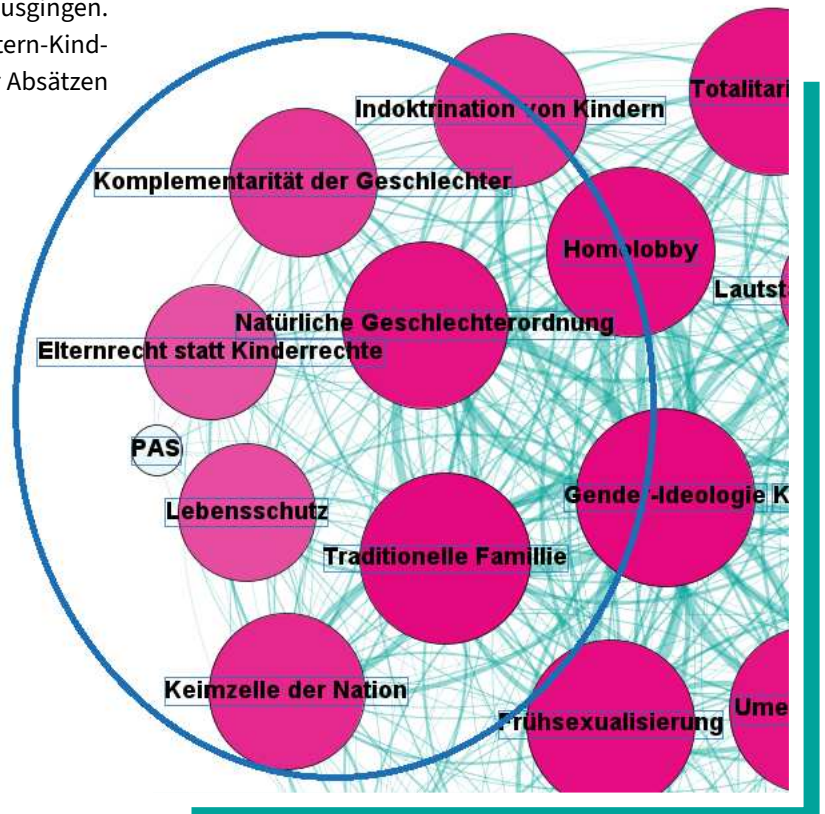 usgingen.
tern-Kind-
Absätzen
Indoktrination von Kindern
Totalitari
Komplementarität der Geschlechter
Homolobby
Lautst
Natürliche Geschlechterordnung
Elternrecht statt Kinderrechte
PAS
Gender-Ideologie K
Lebensschutz
Traditionelle Famillie
Keimzelle der Nation
Ume
Frühsexualisierung